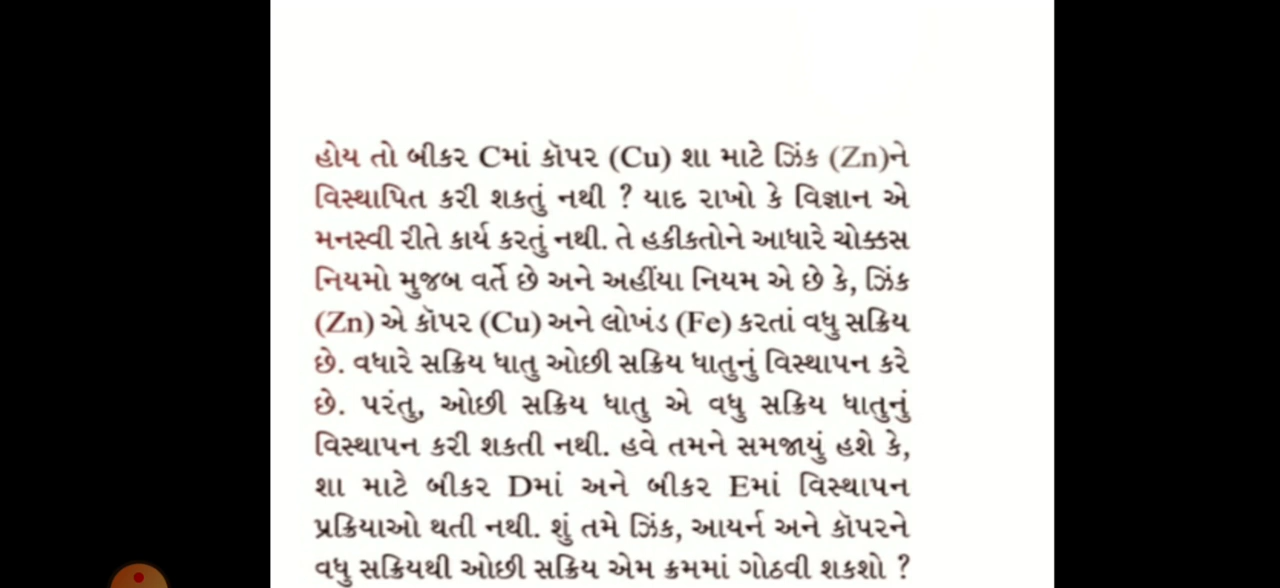 હોય તો બીકર Cમાં કૉપર (Cu) શા માટે ઝિંક (Zn)ને
વિસ્થાપિત કરી શકતું નથી ? યાદ રાખો કે વિજ્ઞાન એ
મનસ્વી રીતે કાર્ય કરતું નથી. તે હકીકતોને આધારે ચોક્કસ
નિયમો મુજબ વર્તે છે અને અહીંયા નિયમ એ છે કે, ઝિંક
(Zn) એ કૉપર (Cu) અને લોખંડ (Fe) કરતાં વધુ સક્રિય
છે. વધારે સક્રિય ધાતુ ઓછી સક્રિય ધાતુનું વિસ્થાપન કરે
છે. પરંતુ, ઓછી સક્રિય ધાતુ એ વધુ સક્રિય ધાતુનું
વિસ્થાપન કરી શકતી નથી. હવે તમને સમજાયું હશે કે,
શા માટે બીકર Dમાં અને બીકર Eમાં વિસ્થાપન
પ્રક્રિયાઓ થતી નથી. શું તમે ઝિંક, આયર્ન અને કૉપરને
વધુ સક્રિયથી ઓછી સક્રિય એમ ક્રમમાં ગોઠવી શકશો ?